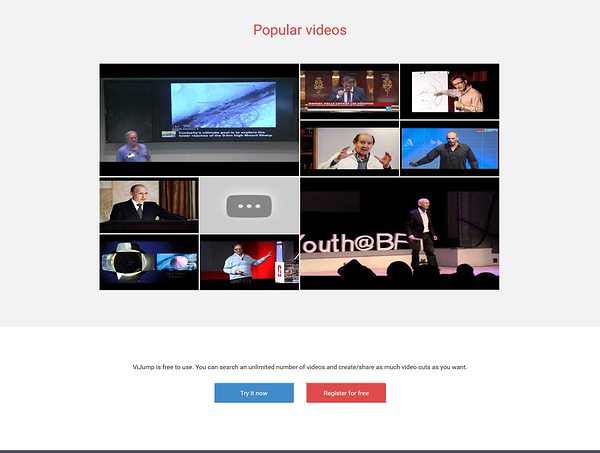 Popular videos
Curiosity's ultimate goal is to explore the
lower reaches of the 5-km high Mount Sharp
Youth@BF
ViJump is free to use. You can search an unlimited number of videos and create/share as much video cuts as you want.
Try it now
Register for free